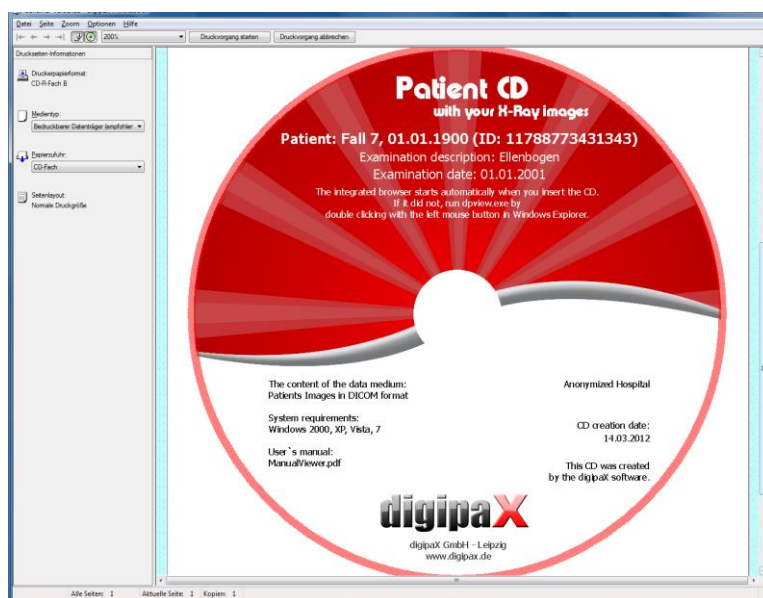 Datei Seite Zoom Optionen Hilfe
200% Druckvorgang starten Druckvorgang abbrechen
Druckseiten-Informationen
Druckerpapierformat:
CD-R-Fach B
Medientyp:
Bedruckbarer Datenträger (empfohlen
Papierzufuhr:
CD-Fach
Seitenlayout:
Normale Druckgröße
Patient CD
with your X-Ray images
Patient: Fall 7, 01.01.1900 (ID: 11788773431343)
Examination description: Ellenbogen
Examination date: 01.01.2001
The integrated browser starts automatically when you insert the CD.
If it did not, run dpview.exe by
double clicking with the left mouse button in Windows Explorer.
The content of the data medium:
Patients Images in DICOM format
System requirements:
Windows 2000, XP, Vista, 7
User`s manual:
ManualViewer.pdf
Anonymized Hospital
CD creation date:
14.03.2012
This CD was created
by the digipaX software.
digipaX
digipaX GmbH - Leipzig
www.digipax.de
Alle Seiten: 1 Aktuelle Seite: 1 Kopien: 1